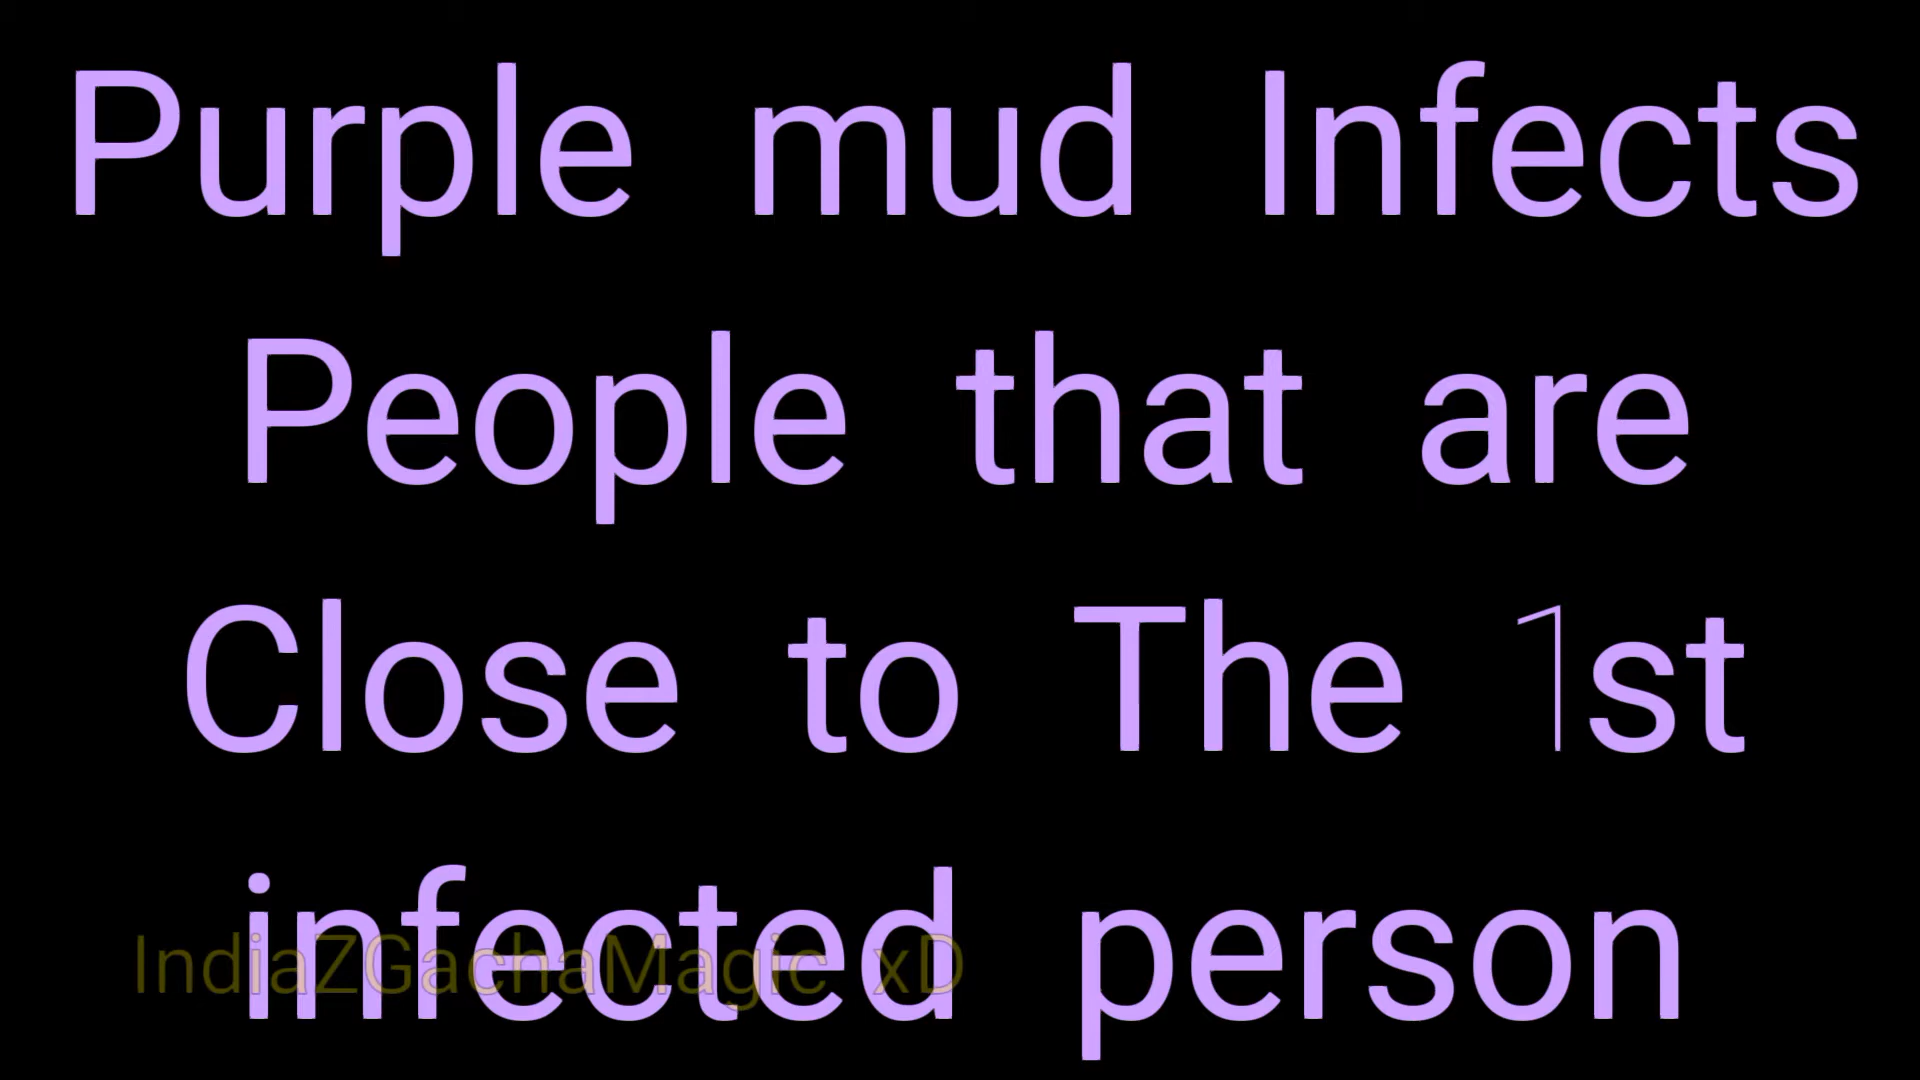 Purple mud Infects
People that are
Close to The 1st
infected person
IndiaZGachaMagic xD